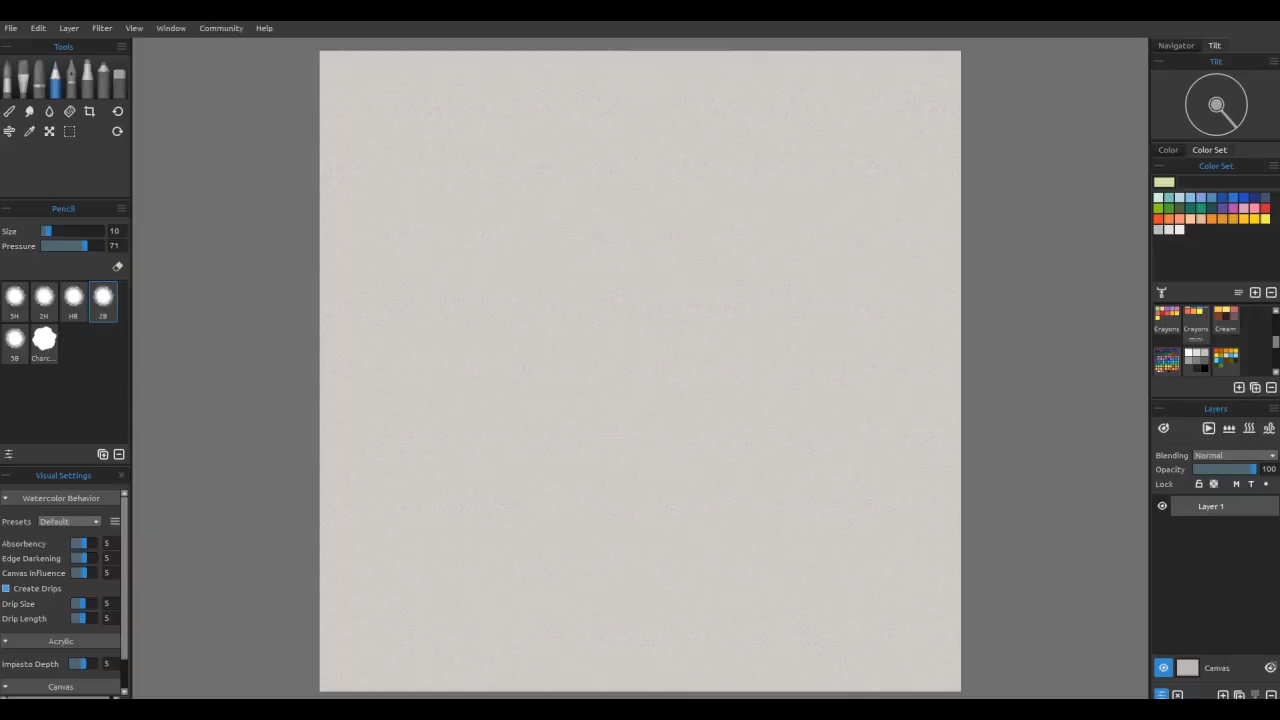 File Edit Layer Filter View Window Community Help
Tools
Pencil
Size 10
Pressure 71
5H 2H HB 2B
5B Charc...
Visual Settings
Watercolor Behavior
Presets Default
Absorbency 5
Edge Darkening 5
Canvas Influence 5
Create Drips
Drip Size 5
Drip Length 5
Acrylic
Impasto Depth 5
Canvas
Navigator Tilt
Tilt
Color Color Set
Color Set
Crayons Crayons mini Cream
Layers
Blending Normal
Opacity 100
Lock M T
Layer 1
Canvas